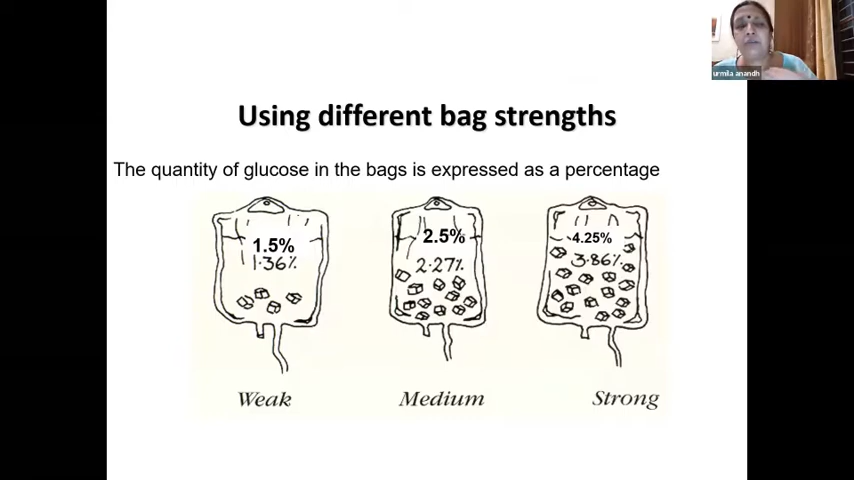 urmila anandh
Using different bag strengths
The quantity of glucose in the bags is expressed as a percentage
1.5% 2.5% 4.25%
1·36% 2·27% 3·86%
Weak Medium Strong